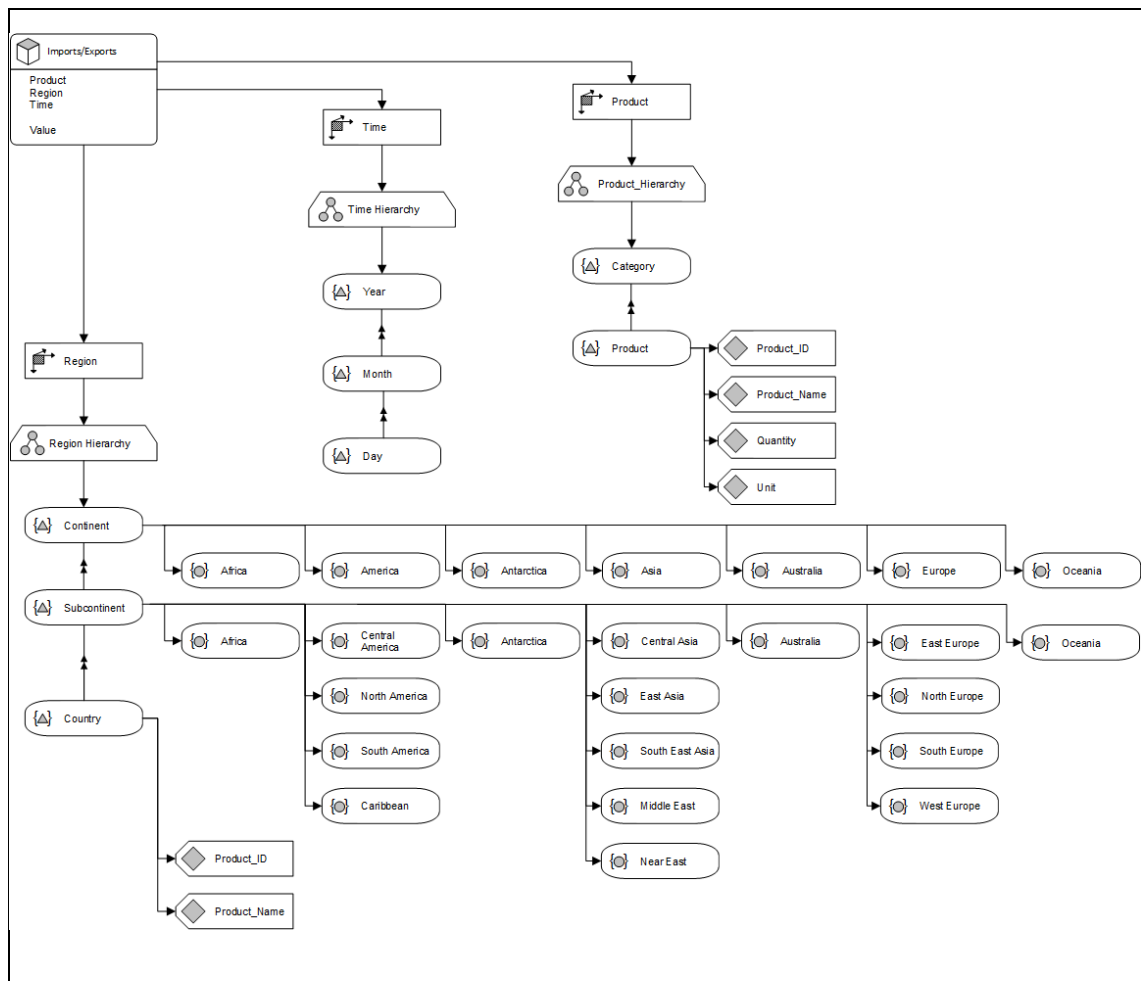 Imports/Exports
Product
Region
Time
Value
Product
Time
Product_Hierarchy
Time Hierarchy
Category
Year
Product
Product_ID
Region
Month
Product_Name
Region Hierarchy
Quantity
Day
Unit
Continent
Africa
America
Antarctica
Asia
Australia
Europe
Oceania
Subcontinent
Africa
Central
America
Antarctica
Central Asia
Australia
East Europe
Oceania
North America
East Asia
North Europe
Country
South America
South East Asia
South Europe
Caribbean
Middle East
West Europe
Product_ID
Near East
Product_Name